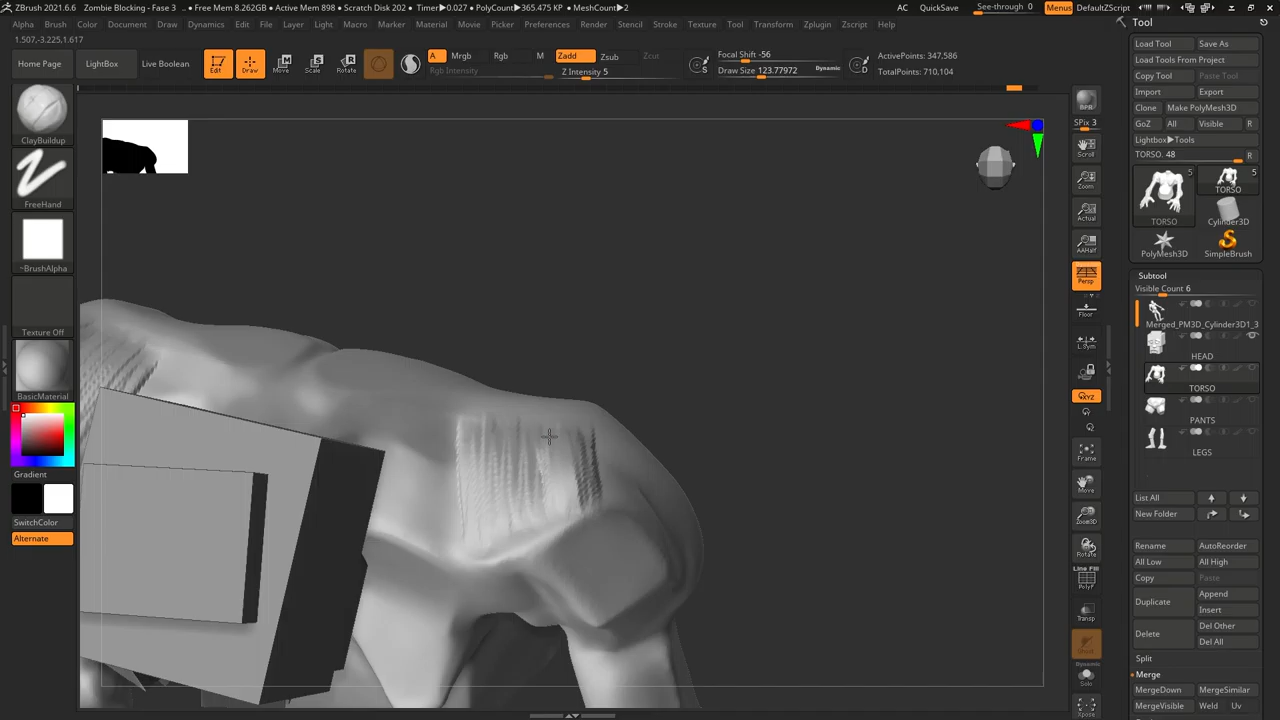 ZBrush 2021.6.6 Zombie Blocking - Fase 3 • Free Mem 8.262GB • Active Mem 898 • Scratch Disk 202 • Timer▶0.027 • PolyCount▶365.475 KP • MeshCount▶2 AC QuickSave See-through 0 Menus DefaultZScript
Alpha Brush Color Document Draw Dynamics Edit File Layer Light Macro Marker Material Movie Picker Preferences Render Stencil Stroke Texture Tool Transform Zplugin Zscript Help
1.507,-3.225,1.617
Home Page LightBox Live Boolean Edit Draw Move Scale Rotate
A Mrgb Rgb M Zadd Zsub Zcut
Rgb Intensity Z Intensity 5
Focal Shift -56
Draw Size 123.77972 Dynamic
S D
ActivePoints: 347,586
TotalPoints: 710,104
ClayBuildup
FreeHand
~BrushAlpha
Texture Off
BasicMaterial
Gradient
SwitchColor
Alternate
BPR
SPix 3
Scroll
Zoom
Actual
AAHalf
Persp
Floor
L.Sym
XYZ
Frame
Move
Zoom3D
Rotate
Line Fill
PolyF
Transp
Ghost
Dynamic
Solo
Xpose
Tool
Load Tool Save As
Load Tools From Project
Copy Tool Paste Tool
Import Export
Clone Make PolyMesh3D
GoZ All Visible R
Lightbox▶Tools
TORSO. 48 R
5 5
TORSO
TORSO Cylinder3D
PolyMesh3D SimpleBrush
Subtool
Visible Count 6
Merged_PM3D_Cylinder3D1_3
HEAD
TORSO
PANTS
LEGS
List All
New Folder
Rename AutoReorder
All Low All High
Copy Paste
Duplicate Append
Insert
Delete Del Other
Del All
Split
Merge
MergeDown MergeSimilar
MergeVisible Weld Uv